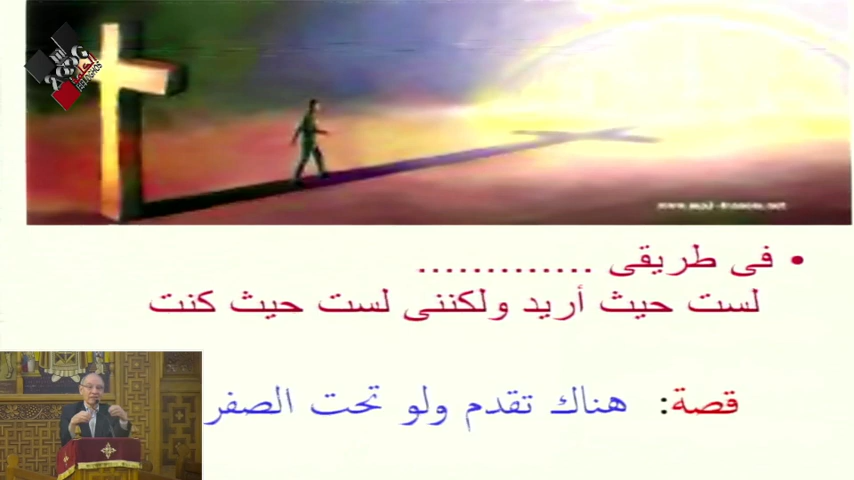 • فى طريقى .............
لست حيث أريد ولكننى لست حيث كنت
قصة: هناك تقدم ولو تحت الصفر